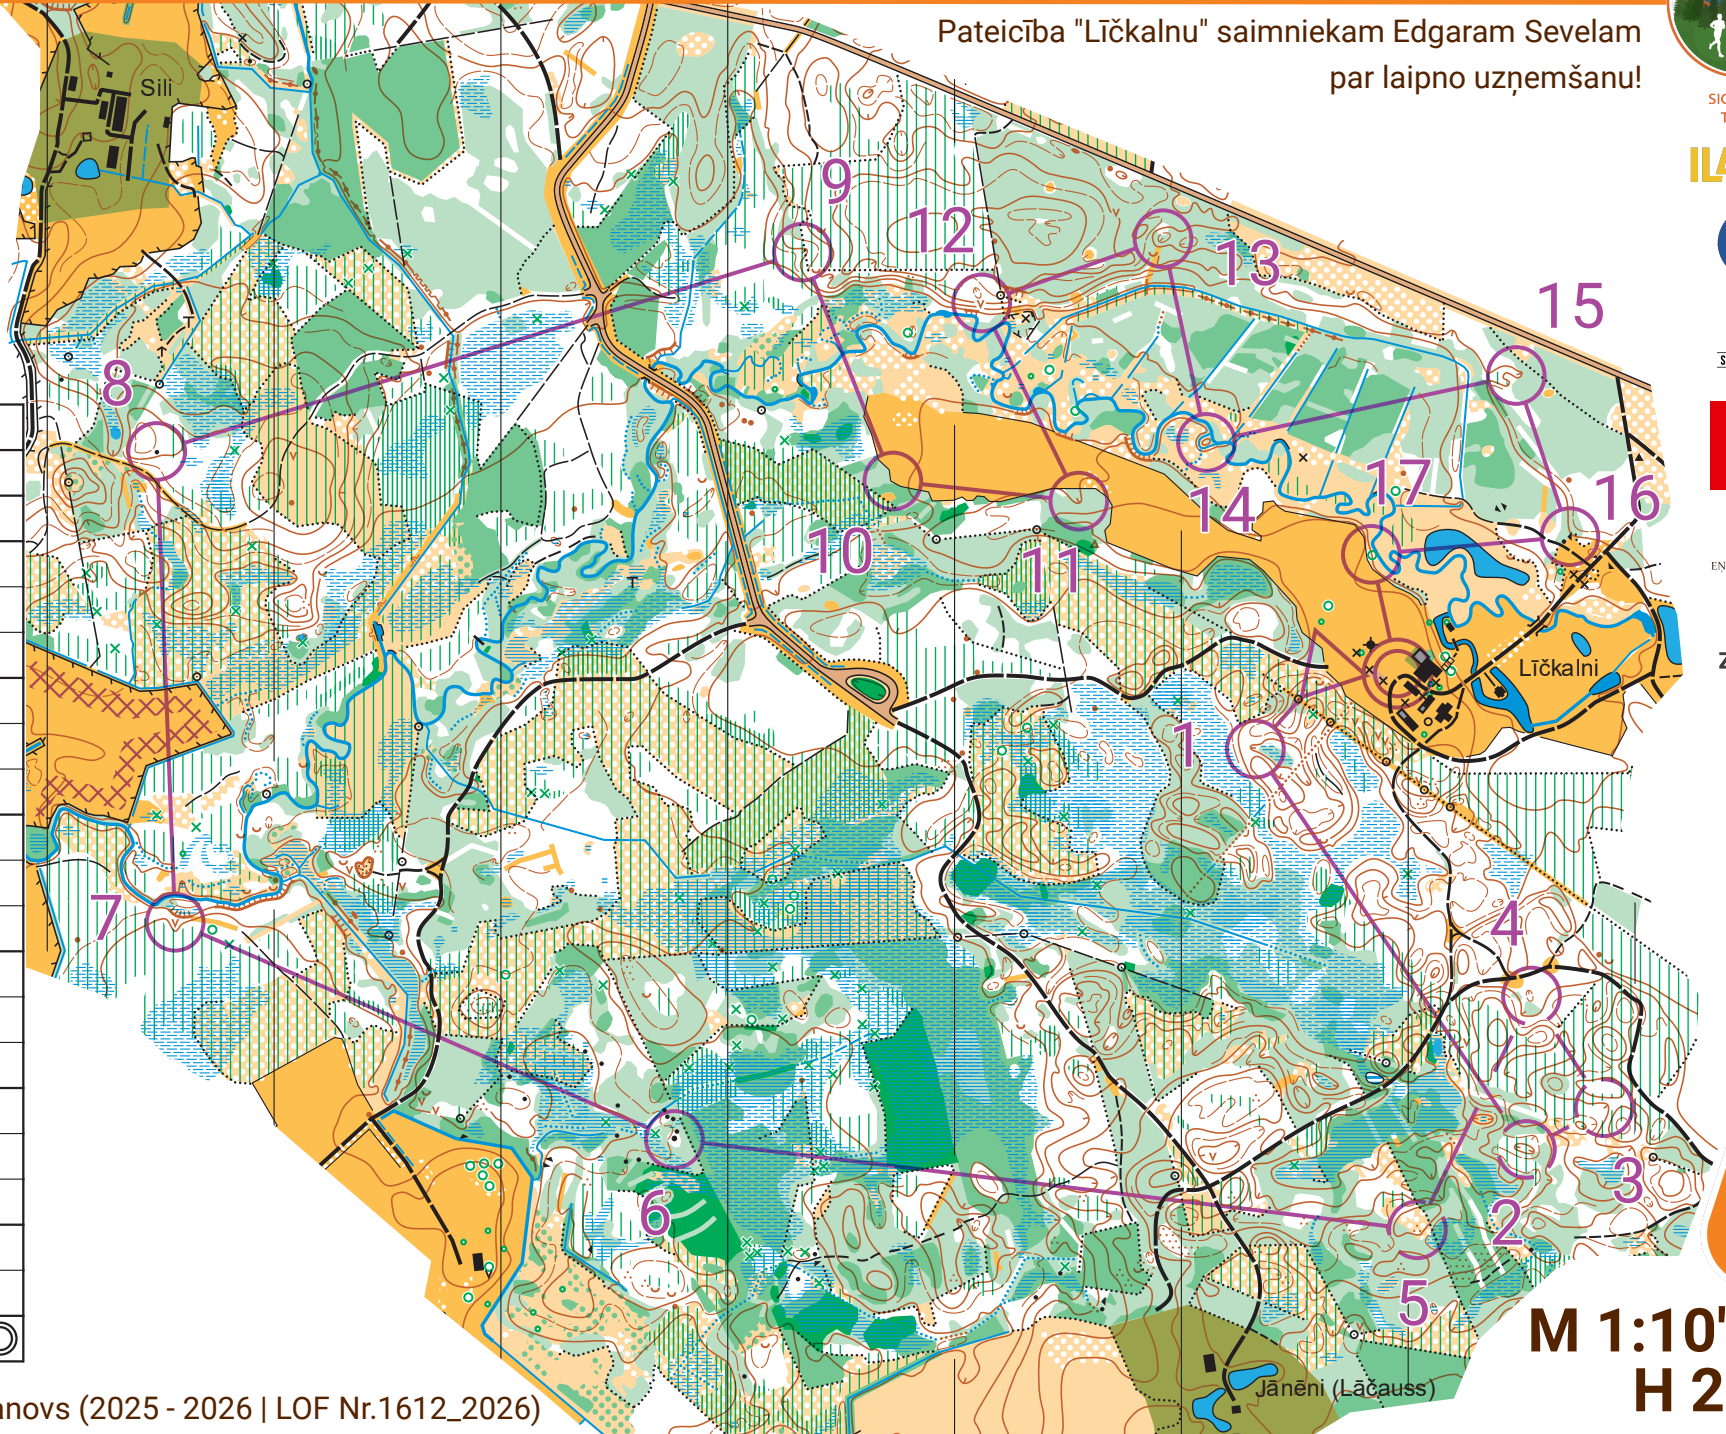 Pateicība "Līčkalnu" saimniekam Edgaram Sevelam
par laipno uzņemšanu!
Sili
9
12
13
15
8
14
17
16
10
11
Līčkalni
1
7
4
6
2
3
5
M 1:10'
H 2
Jānēni (Lāčauss)
anovs (2025 - 2026 | LOF Nr.1612_2026)